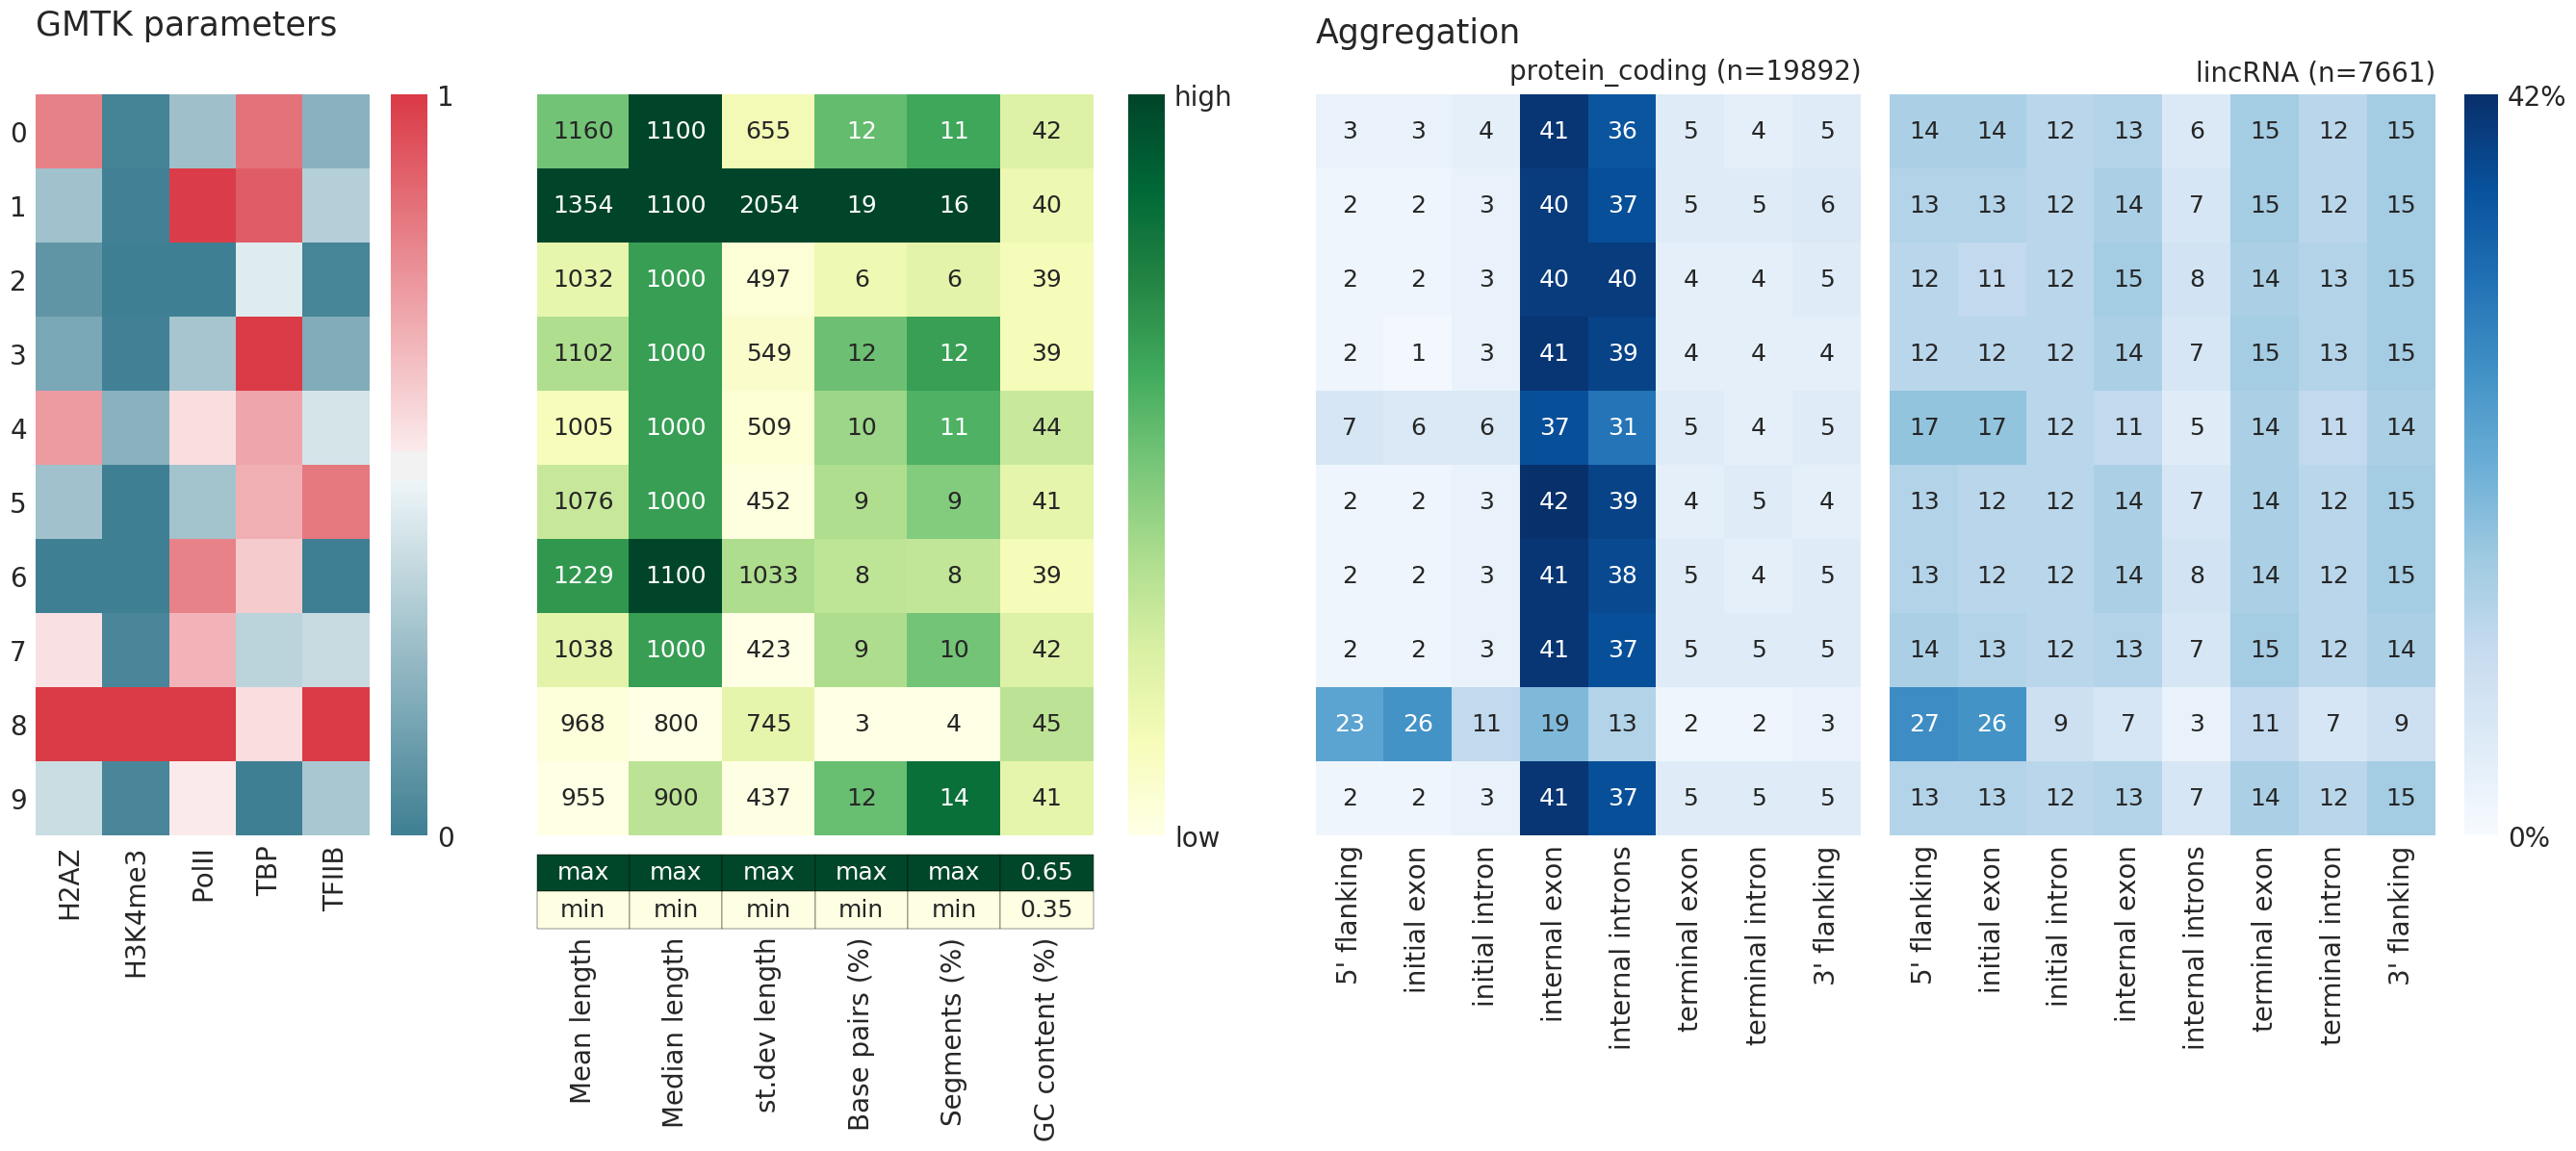 GMTK parameters
Aggregation
protein_coding (n=19892)
lincRNA (n=7661)
1
high
42%
0 1160 1100 655 12 11 42 3 3 4 41 36 5 4 5 14 14 12 13 6 15 12 15
1 1354 1100 2054 19 16 40 2 2 3 40 37 5 5 6 13 13 12 14 7 15 12 15
2 1032 1000 497 6 6 39 2 2 3 40 40 4 4 5 12 11 12 15 8 14 13 15
3 1102 1000 549 12 12 39 2 1 3 41 39 4 4 4 12 12 12 14 7 15 13 15
4 1005 1000 509 10 11 44 7 6 6 37 31 5 4 5 17 17 12 11 5 14 11 14
5 1076 1000 452 9 9 41 2 2 3 42 39 4 5 4 13 12 12 14 7 14 12 15
6 1229 1100 1033 8 8 39 2 2 3 41 38 5 4 5 13 12 12 14 8 14 12 15
7 1038 1000 423 9 10 42 2 2 3 41 37 5 5 5 14 13 12 13 7 15 12 14
8 968 800 745 3 4 45 23 26 11 19 13 2 2 3 27 26 9 7 3 11 7 9
9 955 900 437 12 14 41 2 2 3 41 37 5 5 5 13 13 12 13 7 14 12 15
0
low
0%
max max max max max 0.65
min min min min min 0.35
H2AZ
H3K4me3
PolII
TBP
TFIIB
Mean length
Median length
st.dev length
Base pairs (%)
Segments (%)
GC content (%)
5' flanking
initial exon
initial intron
internal exon
internal introns
terminal exon
terminal intron
3' flanking
5' flanking
initial exon
initial intron
internal exon
internal introns
terminal exon
terminal intron
3' flanking